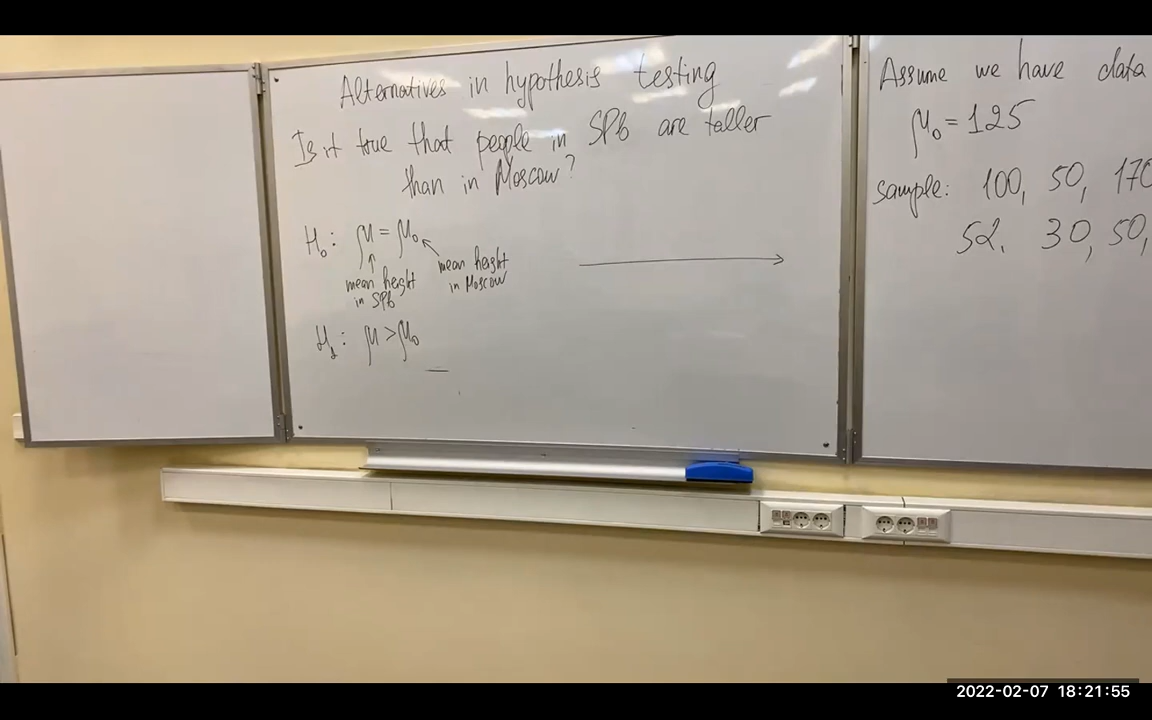 Alternatives in hypothesis testing
Is it true that people in SPb are taller
than in Moscow?
H₀: μ = μ₀
mean height
in SPb
mean height
in Moscow
H₁: μ > μ₀
Assume we have data
μ₀ = 125
sample: 100, 50, 170
52, 30, 50,
2022-02-07 18:21:55